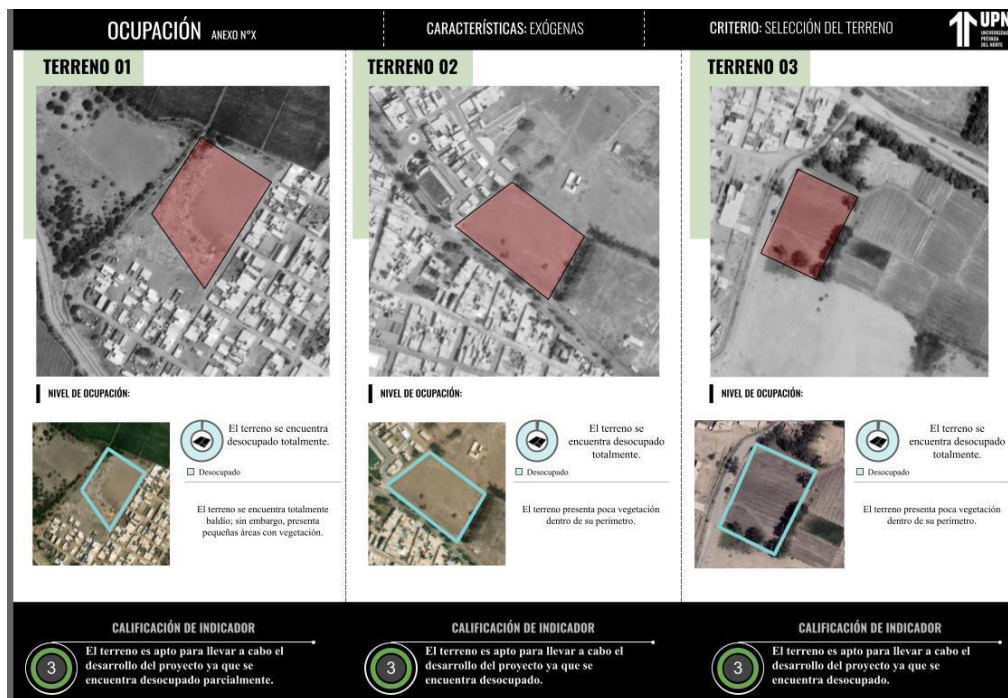 OCUPACIÓN ANEXO N°X
CARACTERÍSTICAS: EXÓGENAS
CRITERIO: SELECCIÓN DEL TERRENO
UPN
UNIVERSIDAD
PRIVADA
DEL NORTE
TERRENO 01
NIVEL DE OCUPACIÓN:
El terreno se encuentra
desocupado totalmente.
Desocupado
El terreno se encuentra totalmente
baldío; sin embargo, presenta
pequeñas áreas con vegetación.
CALIFICACIÓN DE INDICADOR
3
El terreno es apto para llevar a cabo el
desarrollo del proyecto ya que se
encuentra desocupado parcialmente.
TERRENO 02
NIVEL DE OCUPACIÓN:
El terreno se
encuentra desocupado
totalmente.
Desocupado
El terreno presenta poca vegetación
dentro de su perímetro.
CALIFICACIÓN DE INDICADOR
3
El terreno es apto para llevar a cabo el
desarrollo del proyecto ya que se
encuentra desocupado.
TERRENO 03
NIVEL DE OCUPACIÓN:
El terreno se
encuentra desocupado
totalmente.
Desocupado
El terreno presenta poca vegetación
dentro de su perímetro.
CALIFICACIÓN DE INDICADOR
3
El terreno es apto para llevar a cabo el
desarrollo del proyecto ya que se
encuentra desocupado.